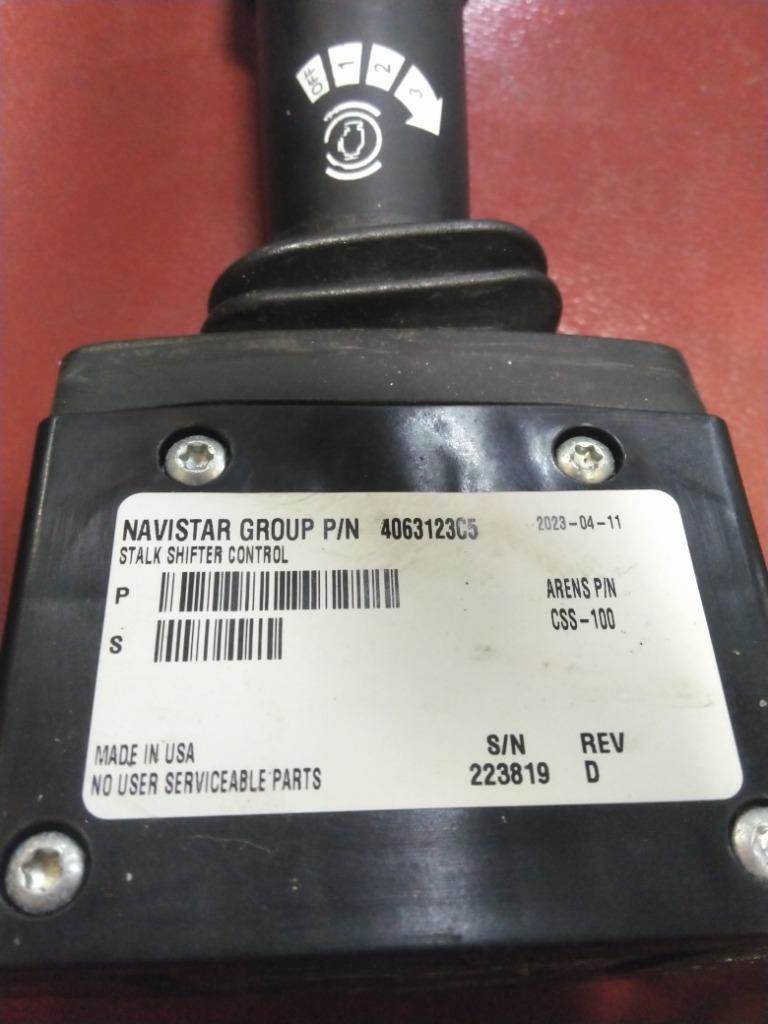 OFF 1 2 3
NAVISTAR GROUP P/N 4063123C5 2023-04-11
STALK SHIFTER CONTROL
P ARENS P/N
S CSS-100
MADE IN USA S/N REV
NO USER SERVICEABLE PARTS 223819 D